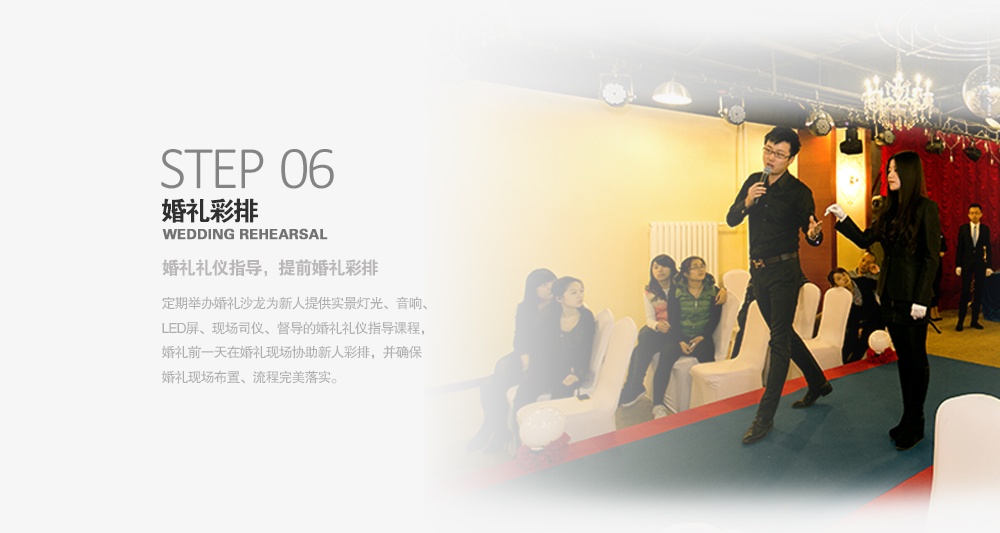 STEP 06
婚礼彩排
WEDDING REHEARSAL
婚礼礼仪指导，提前婚礼彩排
定期举办婚礼沙龙为新人提供实景灯光、音响、
LED屏、现场司仪、督导的婚礼礼仪指导课程，
婚礼前一天在婚礼现场协助新人彩排，并确保
婚礼现场布置、流程完美落实。